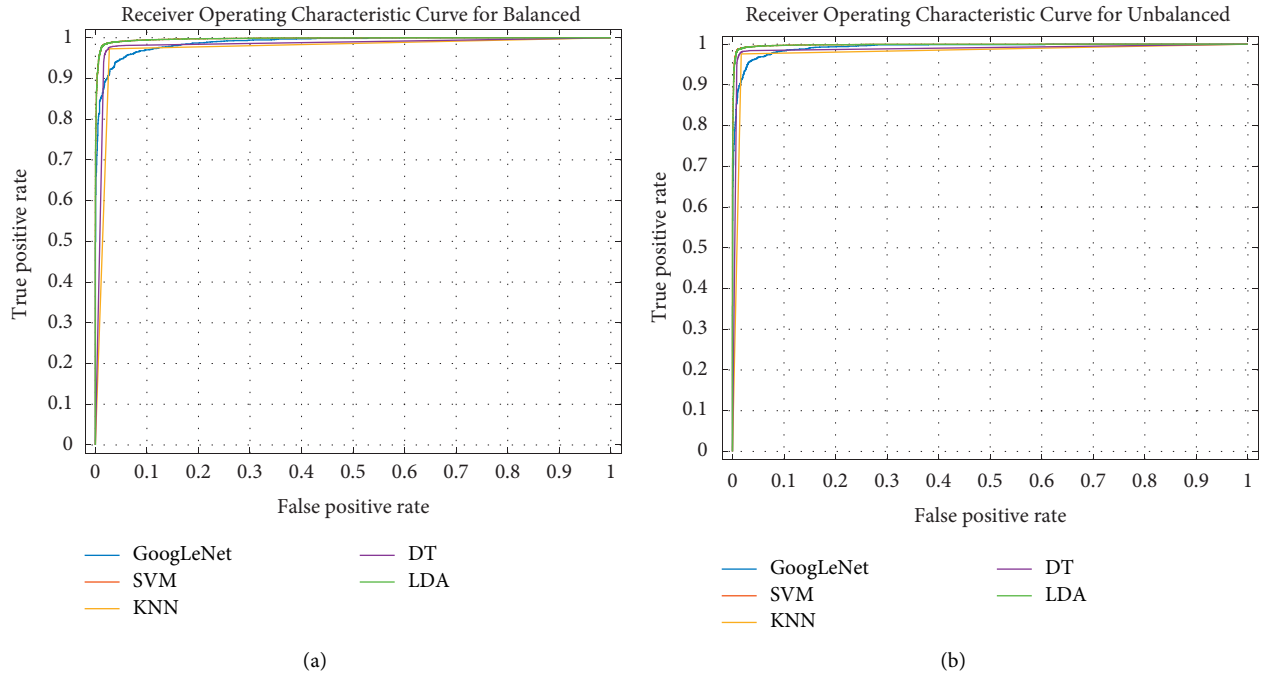 Receiver Operating Characteristic Curve for Balanced
1
0.9
0.8
0.7
0.6
0.5
0.4
0.3
0.2
0.1
0
True positive rate
0 0.1 0.2 0.3 0.4 0.5 0.6 0.7 0.8 0.9 1
False positive rate
GoogLeNet
SVM
KNN
DT
LDA
(a)
Receiver Operating Characteristic Curve for Unbalanced
1
0.9
0.8
0.7
0.6
0.5
0.4
0.3
0.2
0.1
0
True positive rate
0 0.1 0.2 0.3 0.4 0.5 0.6 0.7 0.8 0.9 1
False positive rate
GoogLeNet
SVM
KNN
DT
LDA
(b)